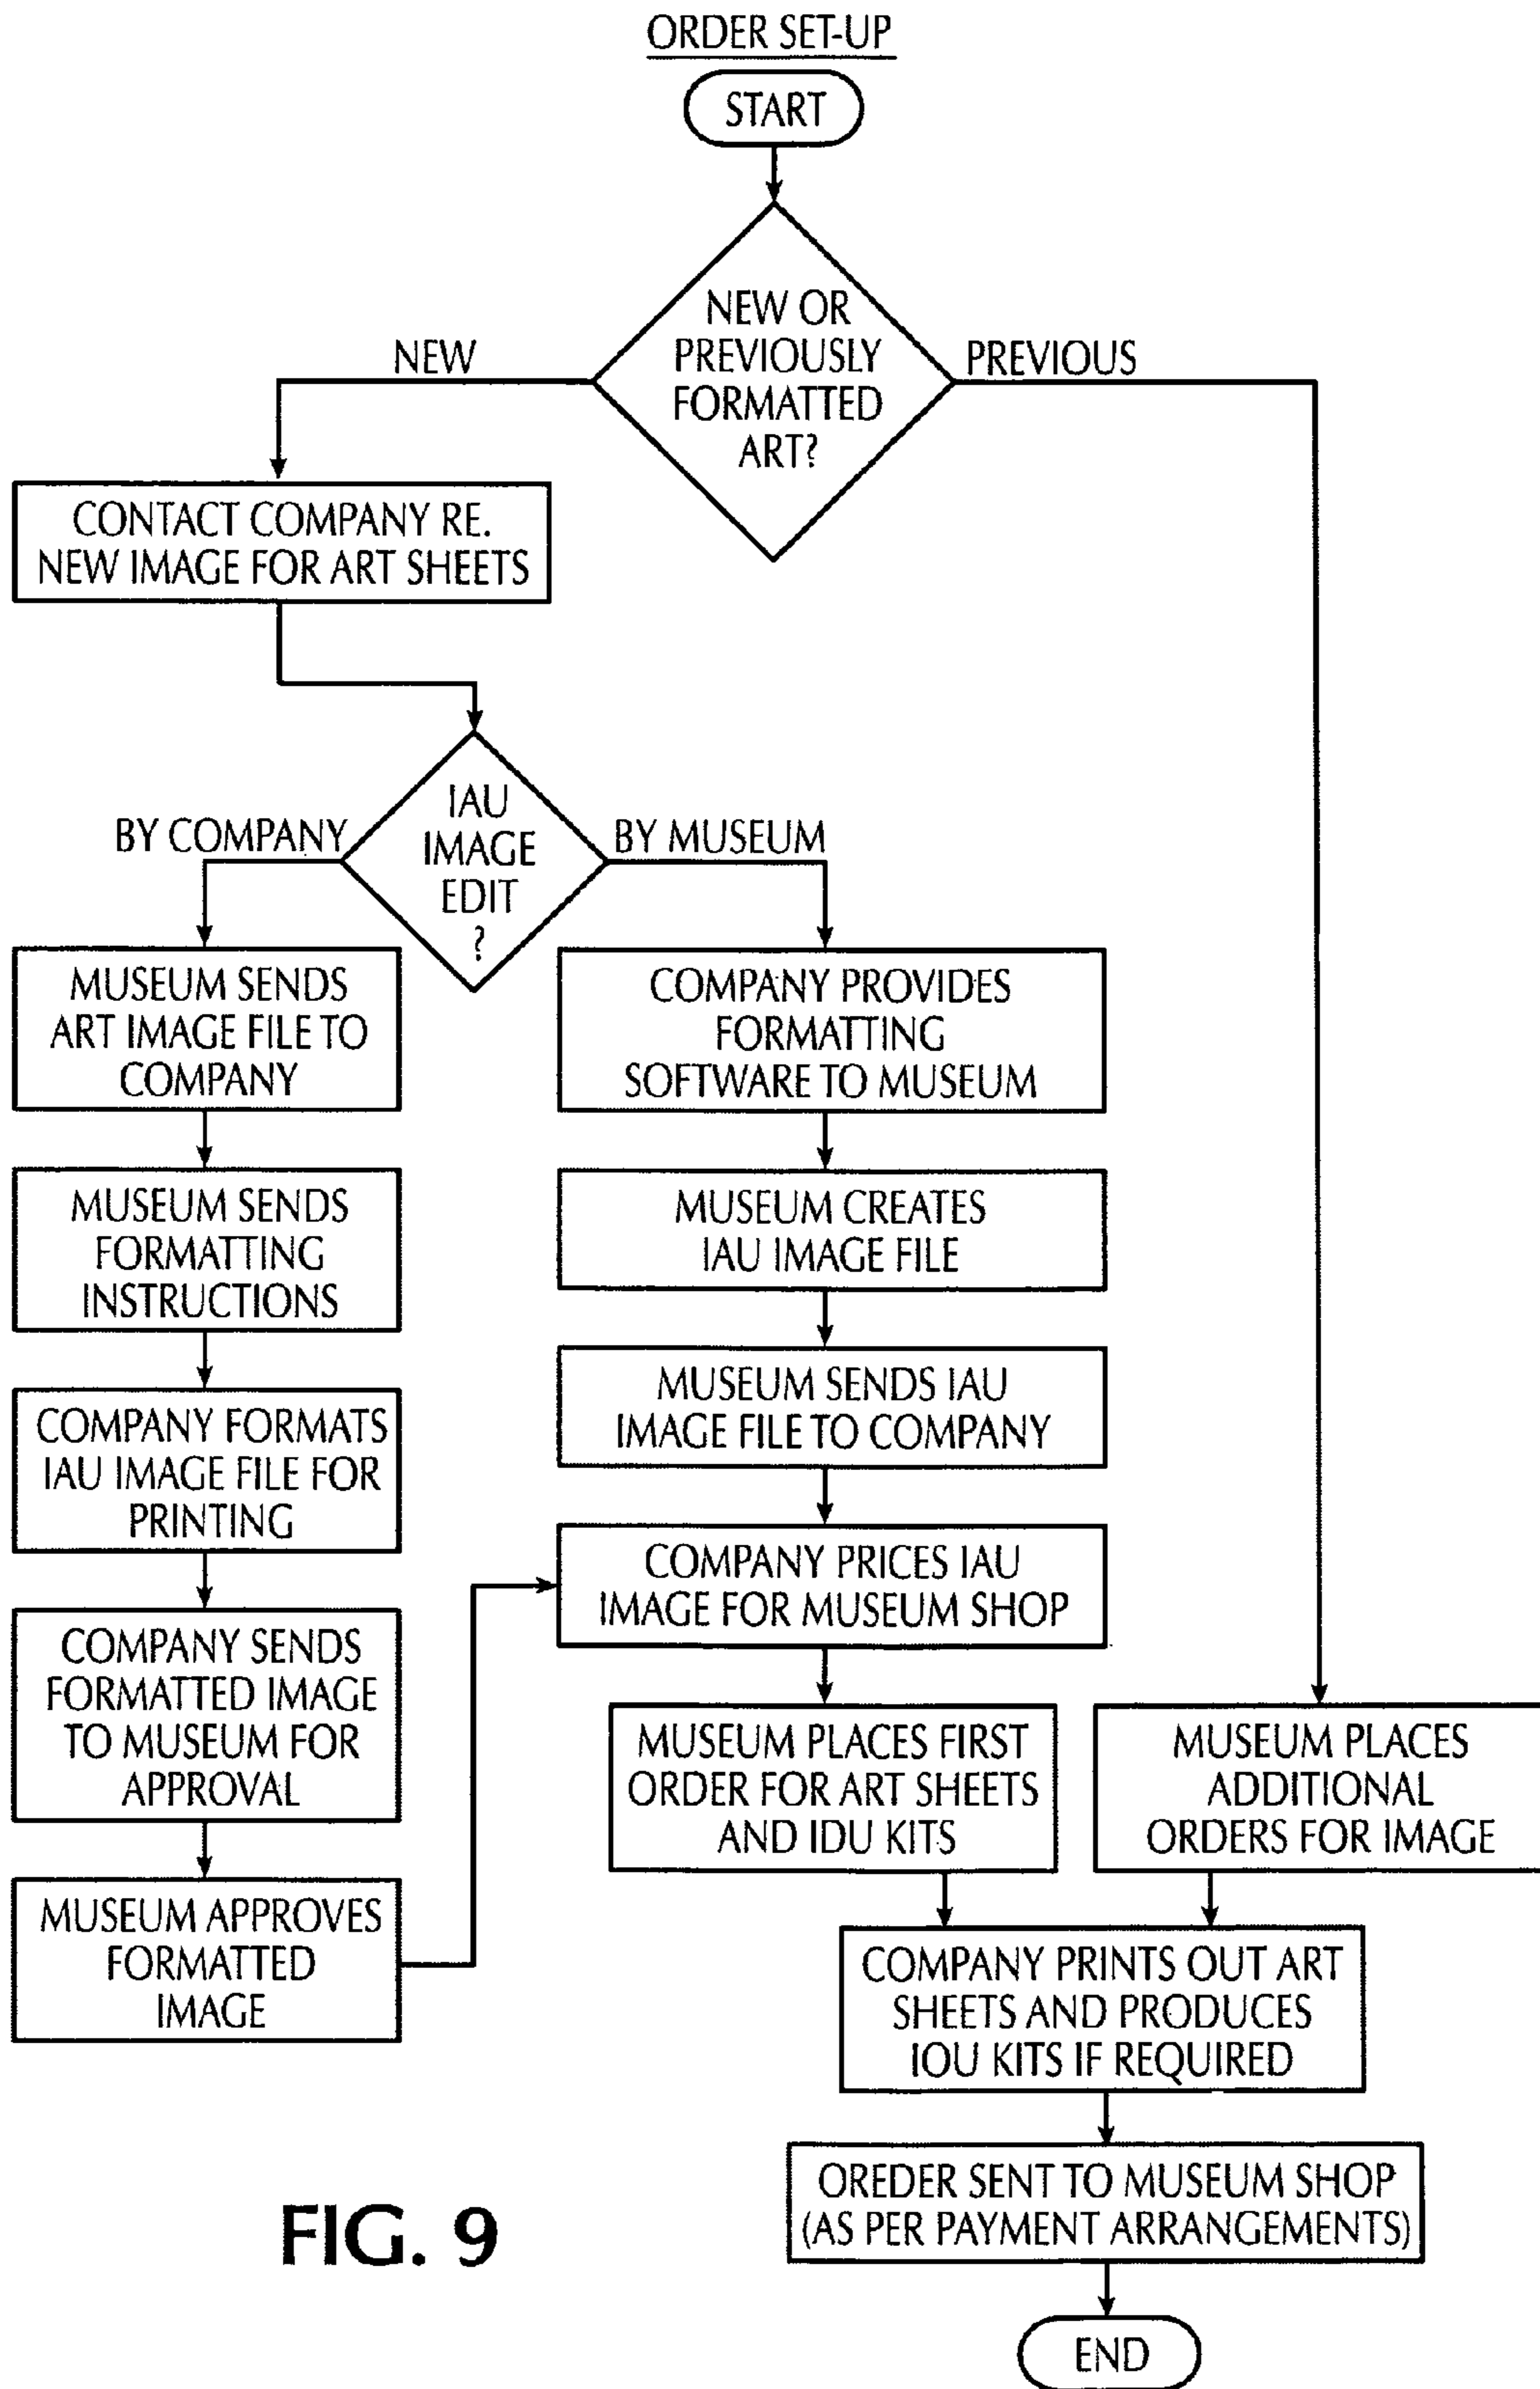 ORDER SET-UP
START
NEW OR
PREVIOUSLY
FORMATTED
ART?
NEW
PREVIOUS
CONTACT COMPANY RE.
NEW IMAGE FOR ART SHEETS
IAU
IMAGE
EDIT
?
BY COMPANY
BY MUSEUM
MUSEUM SENDS
ART IMAGE FILE TO
COMPANY
MUSEUM SENDS
FORMATTING
INSTRUCTIONS
COMPANY FORMATS
IAU IMAGE FILE FOR
PRINTING
COMPANY SENDS
FORMATTED IMAGE
TO MUSEUM FOR
APPROVAL
MUSEUM APPROVES
FORMATTED
IMAGE
COMPANY PROVIDES
FORMATTING
SOFTWARE TO MUSEUM
MUSEUM CREATES
IAU IMAGE FILE
MUSEUM SENDS IAU
IMAGE FILE TO COMPANY
COMPANY PRICES IAU
IMAGE FOR MUSEUM SHOP
MUSEUM PLACES FIRST
ORDER FOR ART SHEETS
AND IDU KITS
MUSEUM PLACES
ADDITIONAL
ORDERS FOR IMAGE
COMPANY PRINTS OUT ART
SHEETS AND PRODUCES
IOU KITS IF REQUIRED
OREDER SENT TO MUSEUM SHOP
(AS PER PAYMENT ARRANGEMENTS)
END
FIG. 9